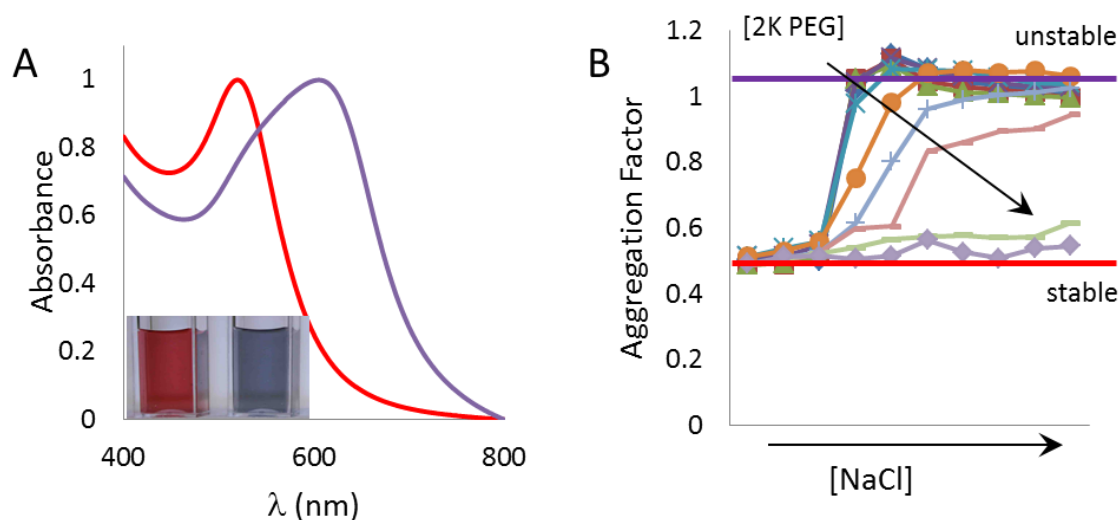 A
Absorbance
1
0.8
0.6
0.4
0.2
0
400
600
800
λ (nm)
B
[2K PEG]
unstable
stable
Aggregation Factor
1.2
1
0.8
0.6
0.4
0.2
0
[NaCl]